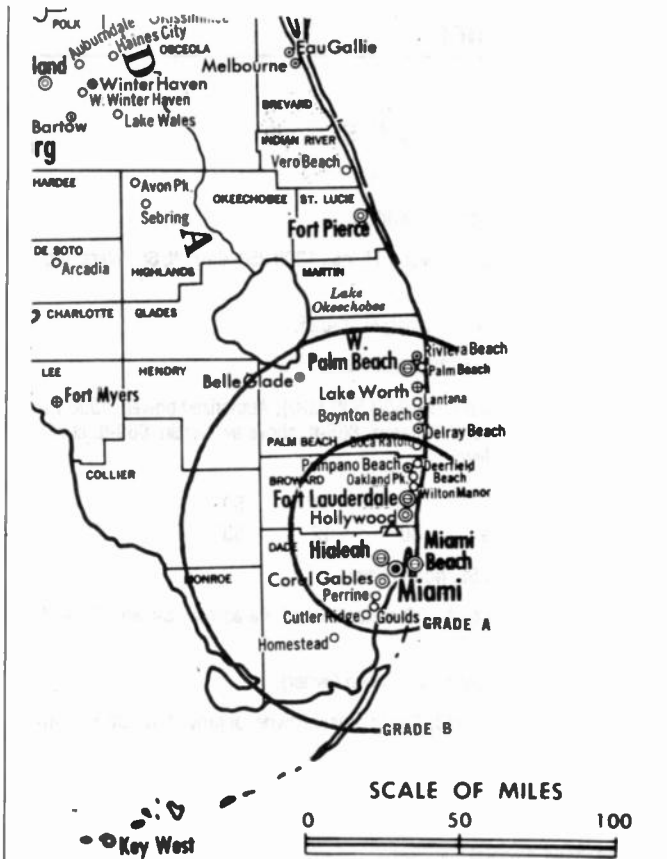 POLK
Kissimmee
OSCEOLA
Auburndale
Haines City
D
Eau Gallie
Melbourne
land
Winter Haven
W. Winter Haven
Lake Wales
Bartow
rg
BREVARD
INDIAN RIVER
Vero Beach
HARDEE
Avon Pk.
Sebring
OKEECHOBEE
ST. LUCIE
Fort Pierce
A
DE SOTO
Arcadia
HIGHLANDS
MARTIN
Lake
Okeechobee
CHARLOTTE
GLADES
LEE
HENDRY
Fort Myers
Belle Glade
W.
Palm Beach
Riviera Beach
Palm Beach
Lake Worth
Lantana
Boynton Beach
Delray Beach
PALM BEACH
Boca Raton
COLLIER
BROWARD
Pompano Beach
Deerfield
Beach
Oakland Pk.
Wilton Manor
Fort Lauderdale
Hollywood
DADE
Hialeah
Miami
Beach
MONROE
Coral Gables
Miami
Perrine
Cutler Ridge
Goulds
GRADE A
Homestead
GRADE B
SCALE OF MILES
0 50 100
Key West